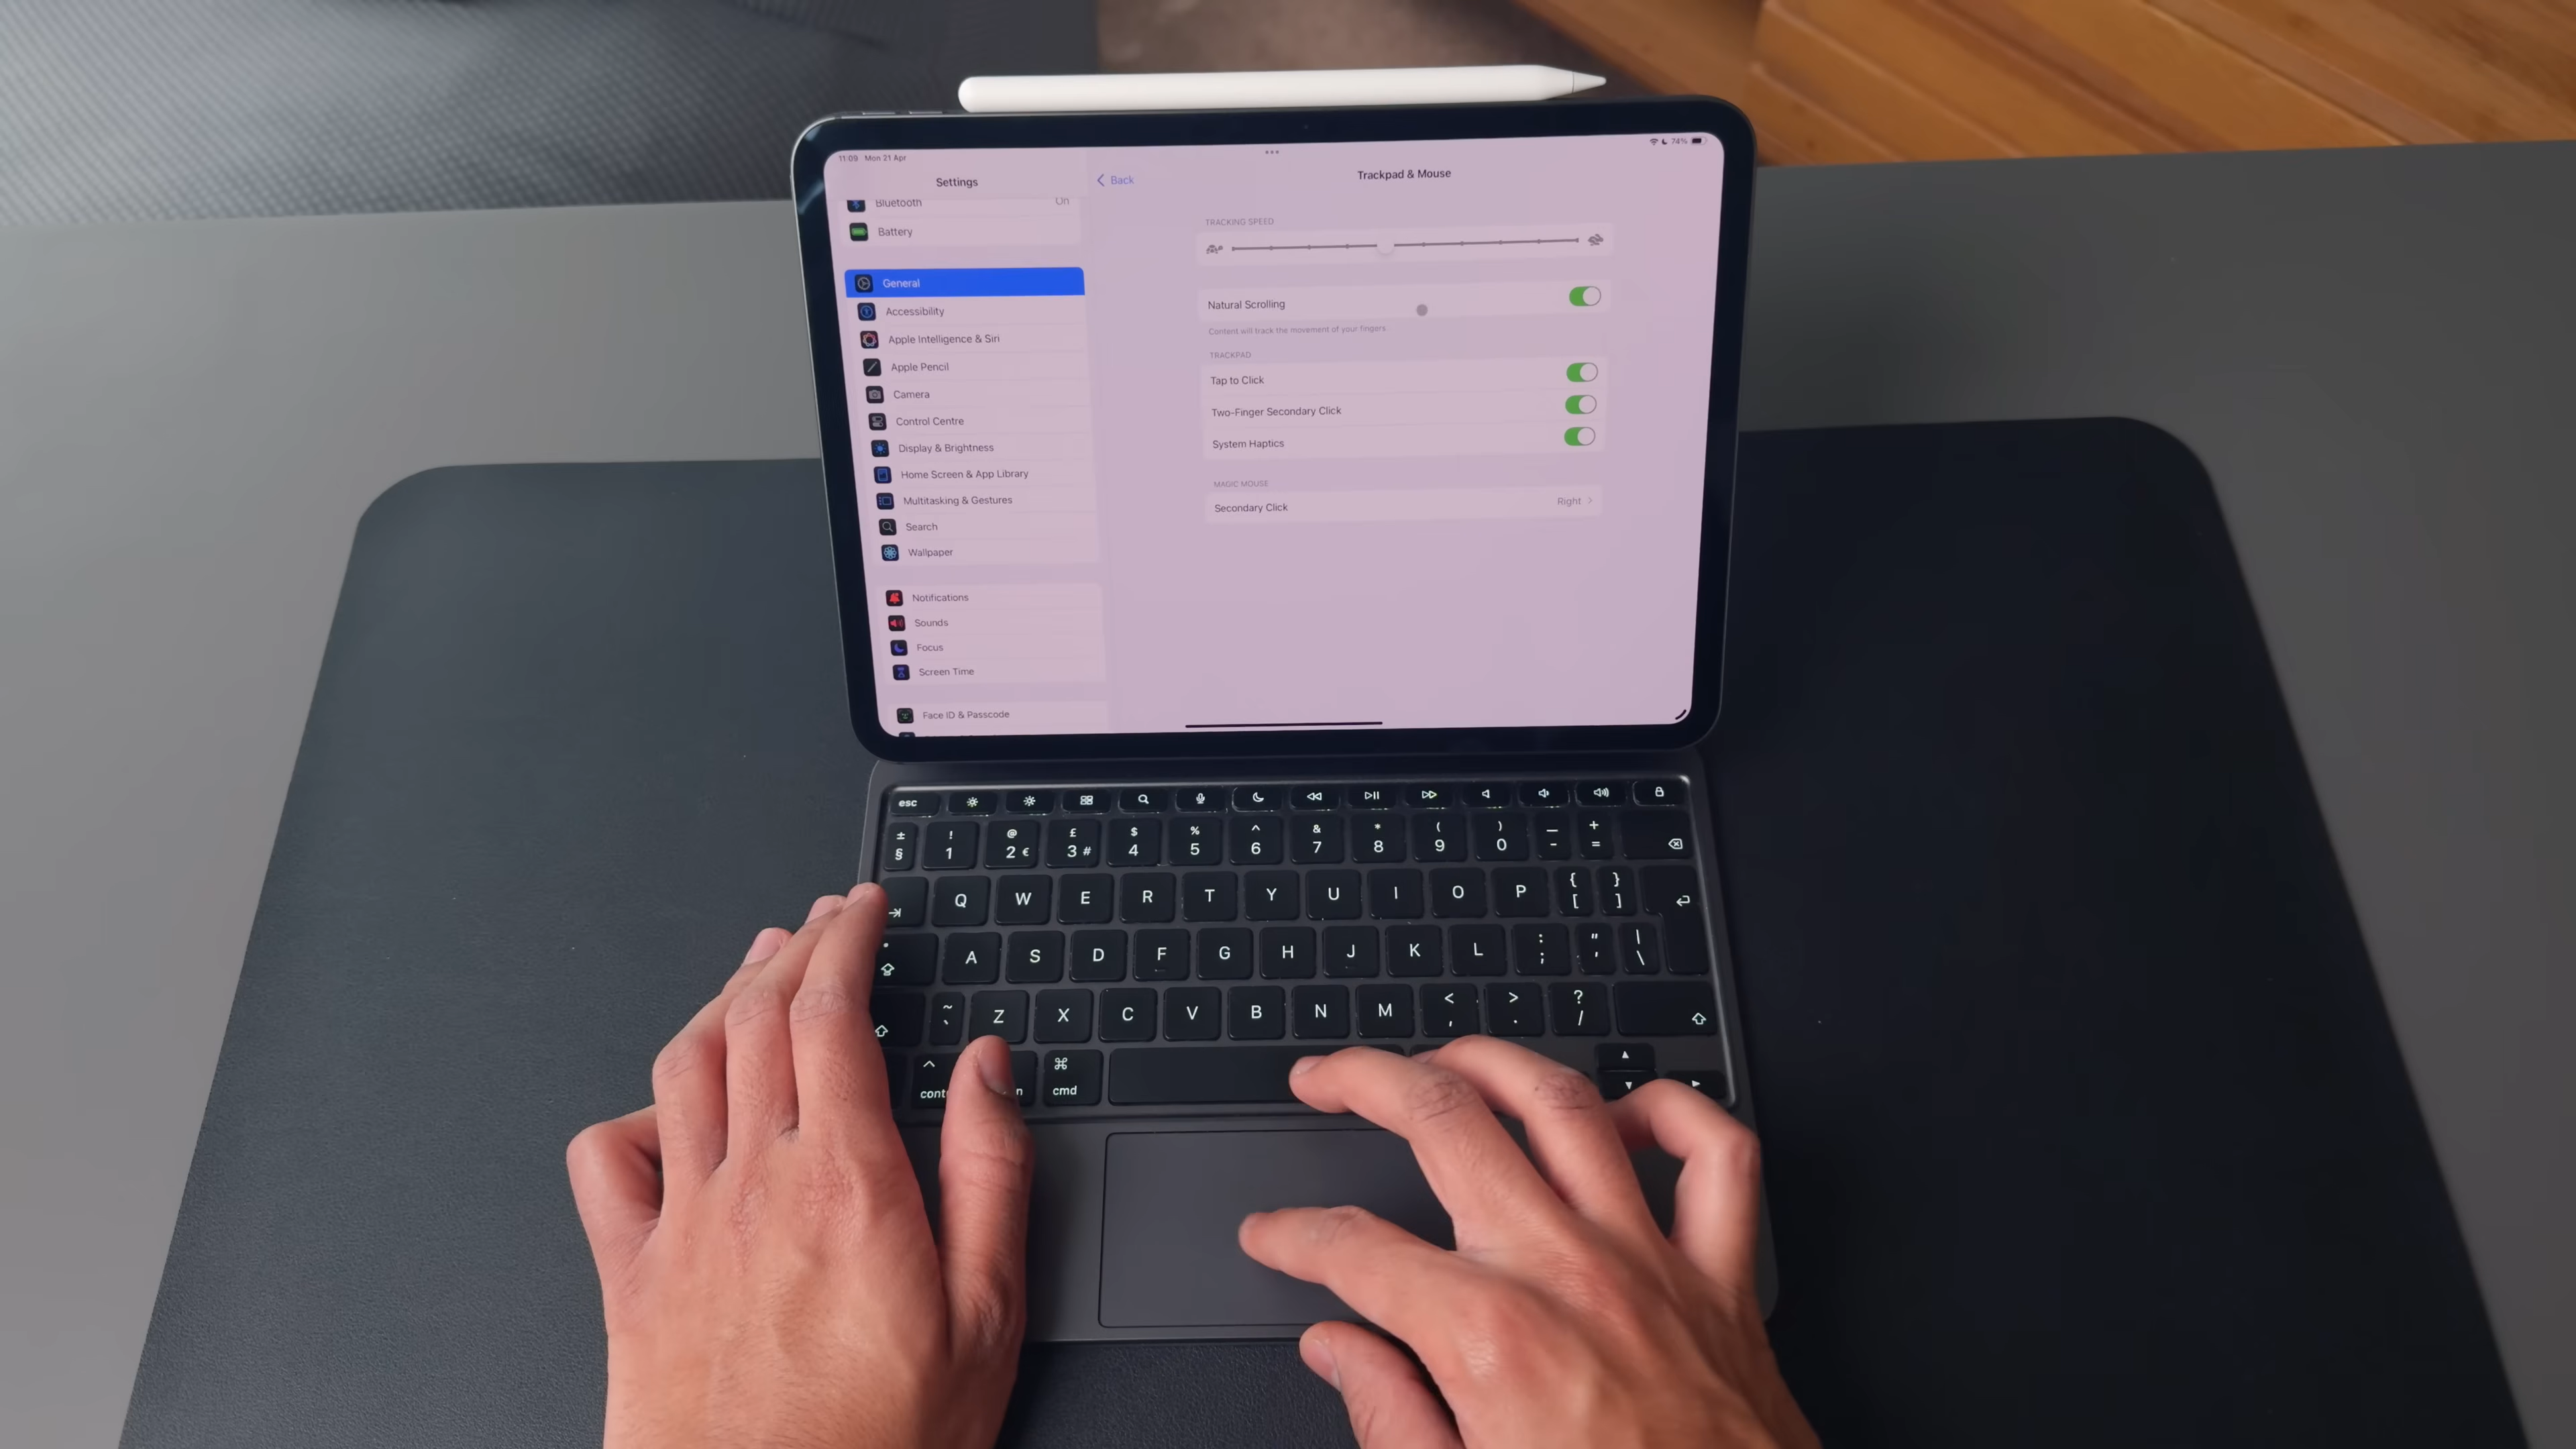 11:09 Mon 21 Apr
74%
Settings
Bluetooth On
Battery
General
Accessibility
Apple Intelligence & Siri
Apple Pencil
Camera
Control Centre
Display & Brightness
Home Screen & App Library
Multitasking & Gestures
Search
Wallpaper
Notifications
Sounds
Focus
Screen Time
Face ID & Passcode
Back
Trackpad & Mouse
TRACKING SPEED
Natural Scrolling
Content will track the movement of your fingers
TRACKPAD
Tap to Click
Two-Finger Secondary Click
System Haptics
MAGIC MOUSE
Secondary Click Right
esc
± ! @ £ $ % ^ & * ( ) _ +
§ 1 2 € 3 # 4 5 6 7 8 9 0 - =
Q W E R T Y U I O P { [ } ]
A S D F G H J K L : ; " ' | \
~ ` Z X C V B N M < , > . ? /
^ ⌘
cont n cmd